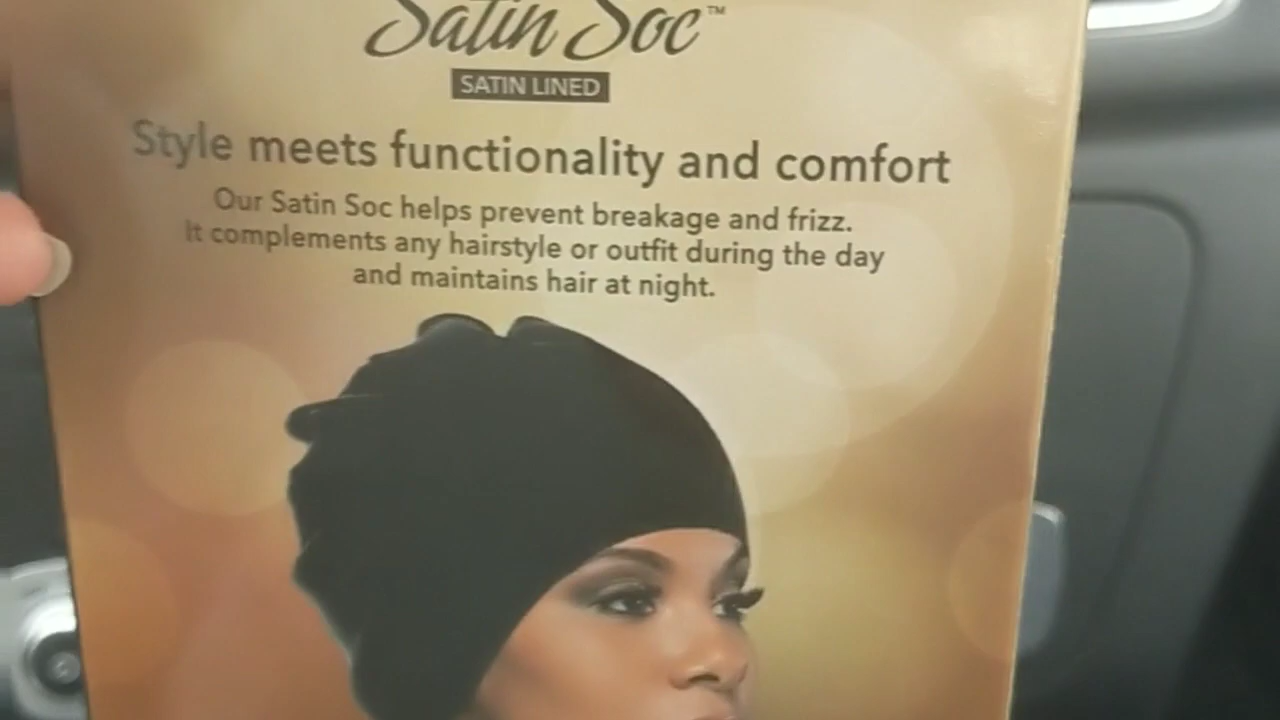 Satin Soc™
SATIN LINED
Style meets functionality and comfort
Our Satin Soc helps prevent breakage and frizz.
It complements any hairstyle or outfit during the day
and maintains hair at night.